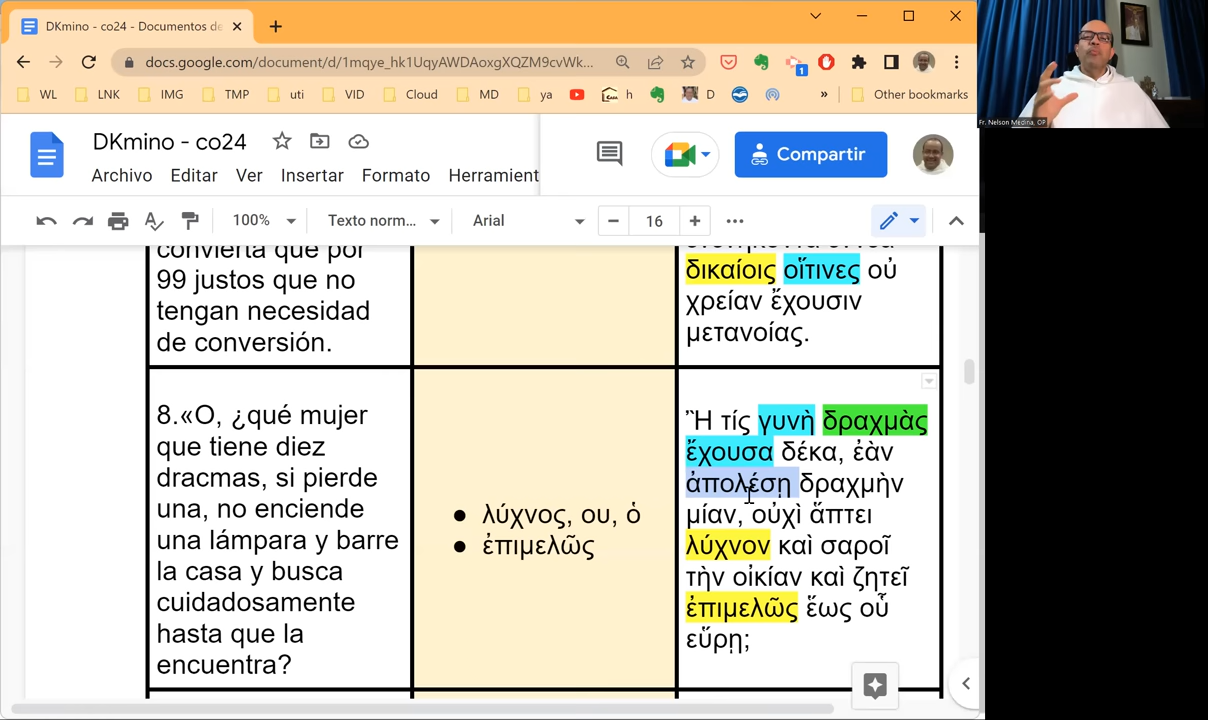 DKmino - co24 - Documentos de
docs.google.com/document/d/1mqye_hk1UqyAWDAoxgXQZM9cvWk...
WL LNK IMG TMP uti VID Cloud MD ya h D » Other bookmarks
Fr. Nelson Medina, OP
DKmino - co24
Compartir
Archivo Editar Ver Insertar Formato Herramient
100% Texto norm... Arial 16
convierta que por
99 justos que no
tengan necesidad
de conversión.
δικαίοις οἵτινες οὐ
χρείαν ἔχουσιν
μετανοίας.
8.«O, ¿qué mujer
que tiene diez
dracmas, si pierde
una, no enciende
una lámpara y barre
la casa y busca
cuidadosamente
hasta que la
encuentra?
● λύχνος, ου, ὁ
● ἐπιμελῶς
Ἢ τίς γυνὴ δραχμὰς
ἔχουσα δέκα, ἐὰν
ἀπολέσῃ δραχμὴν
μίαν, οὐχὶ ἅπτει
λύχνον καὶ σαροῖ
τὴν οἰκίαν καὶ ζητεῖ
ἐπιμελῶς ἕως οὗ
εὕρῃ;